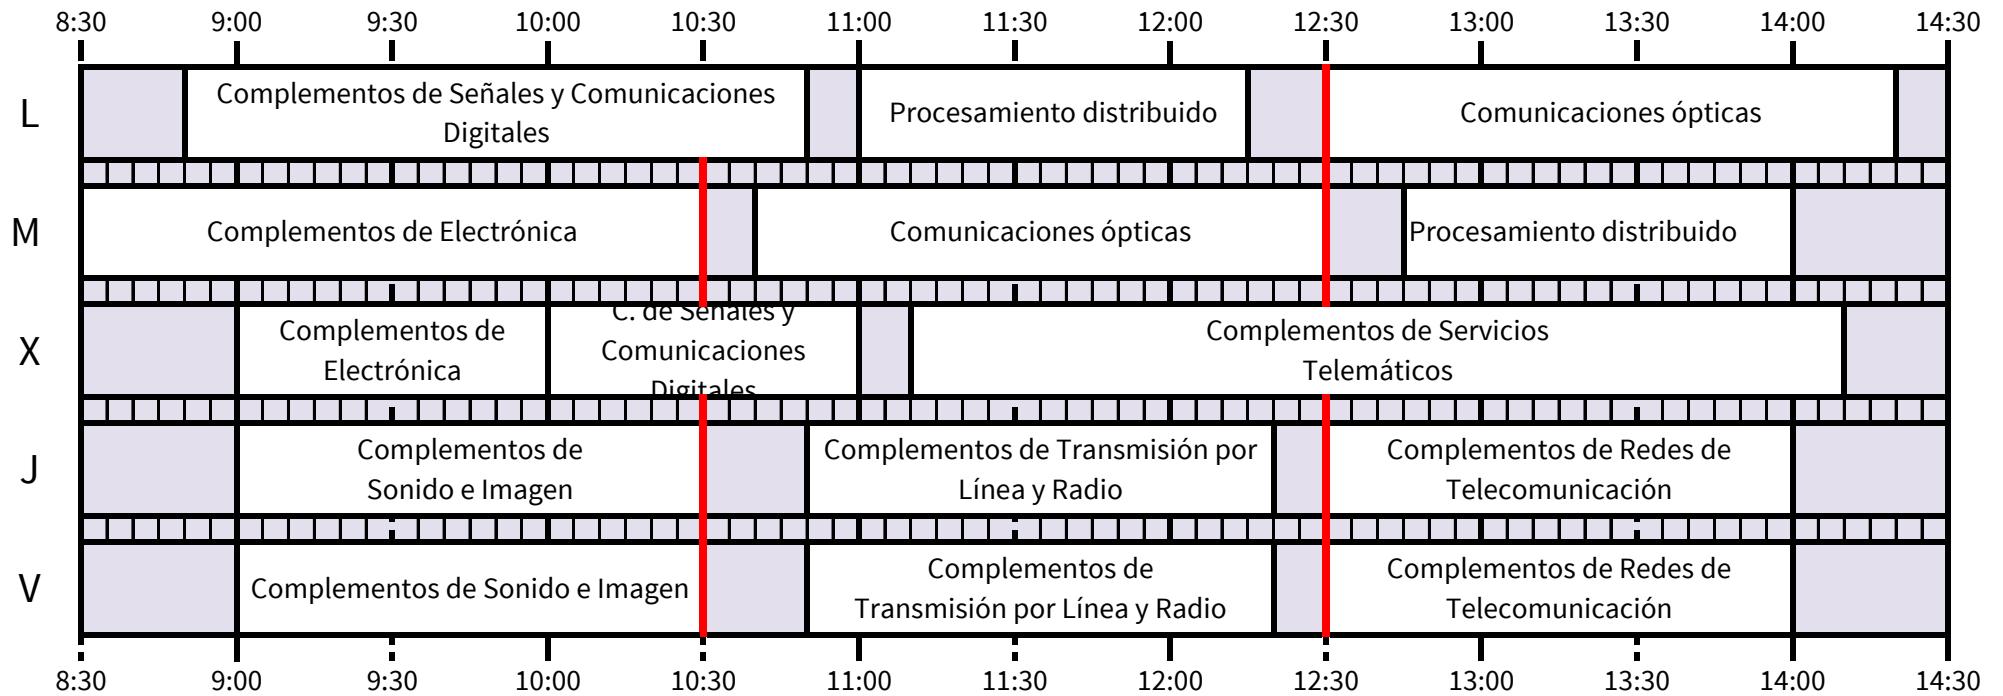 8:30 9:00 9:30 10:00 10:30 11:00 11:30 12:00 12:30 13:00 13:30 14:00 14:30
L
Complementos de Señales y Comunicaciones
Digitales
Procesamiento distribuido
Comunicaciones ópticas
M
Complementos de Electrónica
Comunicaciones ópticas
Procesamiento distribuido
X
Complementos de
Electrónica
C. de Señales y
Comunicaciones
Digitales
Complementos de Servicios
Telemáticos
J
Complementos de
Sonido e Imagen
Complementos de Transmisión por
Línea y Radio
Complementos de Redes de
Telecomunicación
V
Complementos de Sonido e Imagen
Complementos de
Transmisión por Línea y Radio
Complementos de Redes de
Telecomunicación
8:30 9:00 9:30 10:00 10:30 11:00 11:30 12:00 12:30 13:00 13:30 14:00 14:30